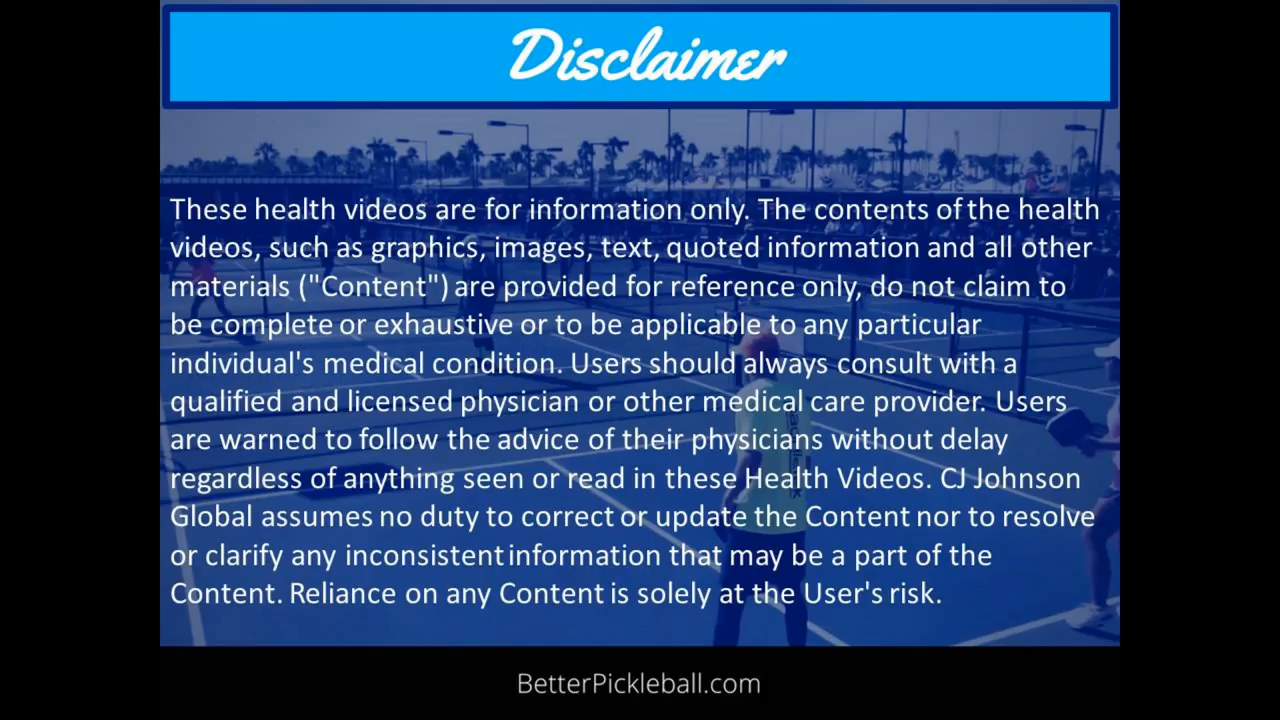 Disclaimer
These health videos are for information only. The contents of the health
videos, such as graphics, images, text, quoted information and all other
materials ("Content") are provided for reference only, do not claim to
be complete or exhaustive or to be applicable to any particular
individual's medical condition. Users should always consult with a
qualified and licensed physician or other medical care provider. Users
are warned to follow the advice of their physicians without delay
regardless of anything seen or read in these Health Videos. CJ Johnson
Global assumes no duty to correct or update the Content nor to resolve
or clarify any inconsistent information that may be a part of the
Content. Reliance on any Content is solely at the User's risk.
BetterPickleball.com